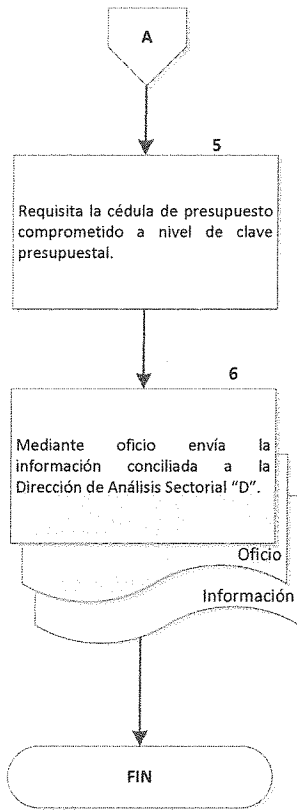 A
5
Requisita la cédula de presupuesto
comprometido a nivel de clave
presupuestal.
6
Mediante oficio envía la
información conciliada a la
Dirección de Análisis Sectorial "D".
Oficio
Información
FIN